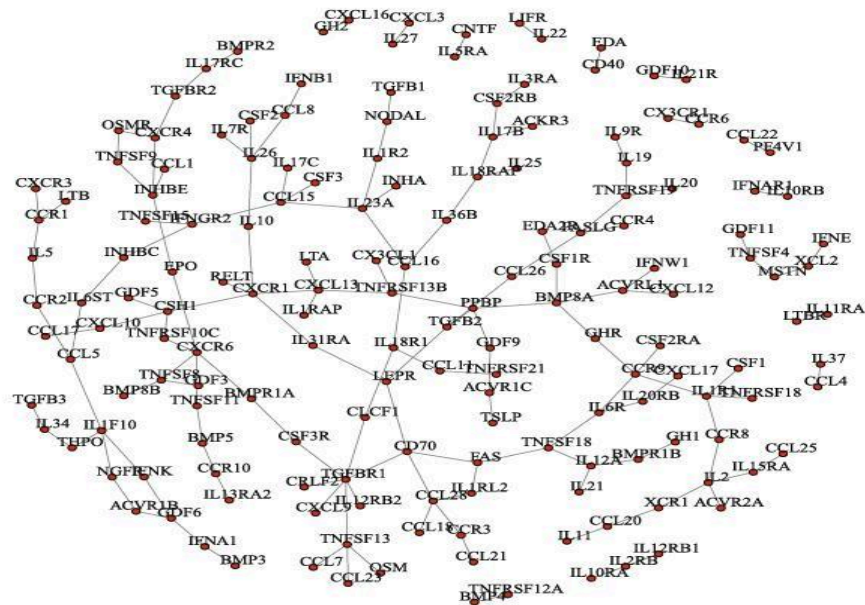 CXCL16
GH2
CXCL3
IL27
CNTF
IL5RA
LIFR
IL22
EDA
CD40
BMPR2
IL17RC
TGFBR2
IFNB1
CSF2
CCL8
IL7R
IL26
TGFB1
NODAL
IL1R2
IL3RA
CSF2RB
IL17B
ACKR3
GDF10
IL21R
CX3CR1
CCR6
CCL22
PF4V1
OSMR
CXCR4
TNFSF9
CCL1
INHBE
IL17C
CSF3
CCL15
INHA
IL23A
IL18RAP
IL25
IL36B
IL9R
IL19
TNFRSF19
IL20
IFNAR1
IL10RB
CXCR3
LTB
CCR1
IL5
TNFSF15
IFNGR2
IL10
EDA2R
FASLG
CCR4
GDF11
TNFSF4
IFNE
XCL2
MSTN
INHBC
EPO
RELT
CXCR1
LTA
CX3CL1
CCL16
CXCL13
TNFRSF13B
IL1RAP
CCL26
CSF1R
IFNW1
ACVRL1
CXCL12
PPBP
BMP8A
TGFB2
CCR2
IL6ST
GDF5
CSH1
CCL17
CXCL10
TNFRSF10C
CCL5
CXCR6
IL31RA
IL18R1
GDF9
GHR
CSF2RA
LTBR
IL11RA
TNFSF8
GDF3
BMP8B
TNFSF11
BMPR1A
LEPR
CCL11
TNFRSF21
ACVR1C
TSLP
CCR9
CXCL17
IL20RB
IL6R
CSF1
TNFRSF18
IL37
CCL4
TGFB3
IL34
THPO
IL1F10
BMP5
CCR10
IL13RA2
CSF3R
CLCF1
CD70
TNFSF18
CCR8
NGFR
IFNK
ACVR1B
GDF6
IFNA1
BMP3
TGFBR1
CRLF2
CXCL9
IL12RB2
CCL28
FAS
IL1RL2
IL12A
BMPR1B
GH1
IL21
IL2
IL15RA
CCL25
ACVR2A
XCR1
CCL20
IL11
TNFSF13
CCL7
CCL23
OSM
CCL18
CCR3
CCL21
IL12RB1
IL2RB
IL10RA
TNFRSF12A
BMP4